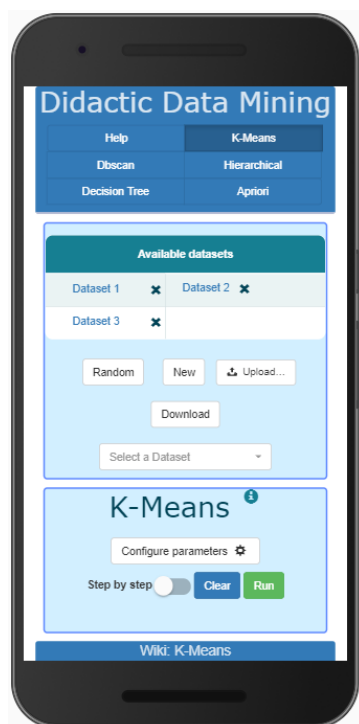 Didactic Data Mining
Help K-Means
Dbscan Hierarchical
Decision Tree Apriori
Available datasets
Dataset 1 Dataset 2
Dataset 3
Random New Upload...
Download
Select a Dataset
K-Means
Configure parameters
Step by step Clear Run
Wiki: K-Means